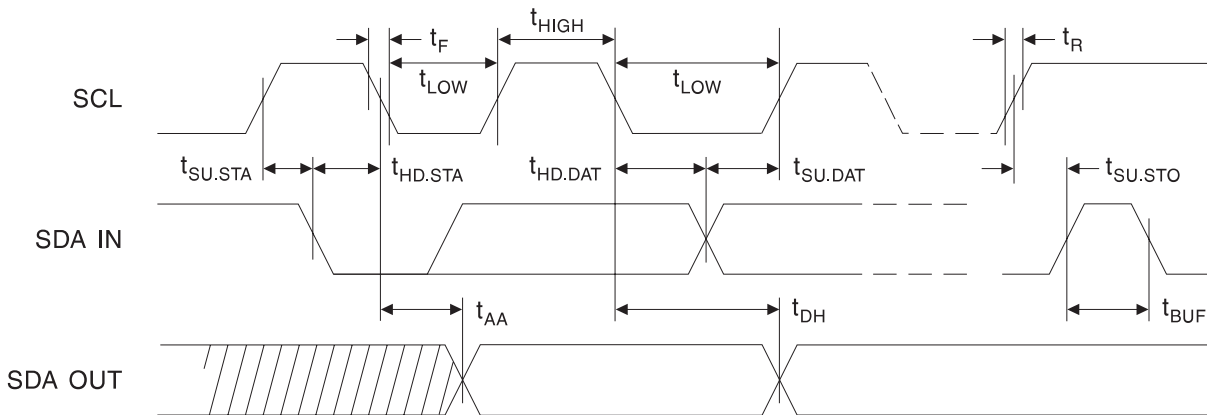 tHIGH
tF
tR
tLOW
tLOW
SCL
tSU.STA
tHD.STA
tHD.DAT
tSU.DAT
tSU.STO
SDA IN
tAA
tDH
tBUF
SDA OUT